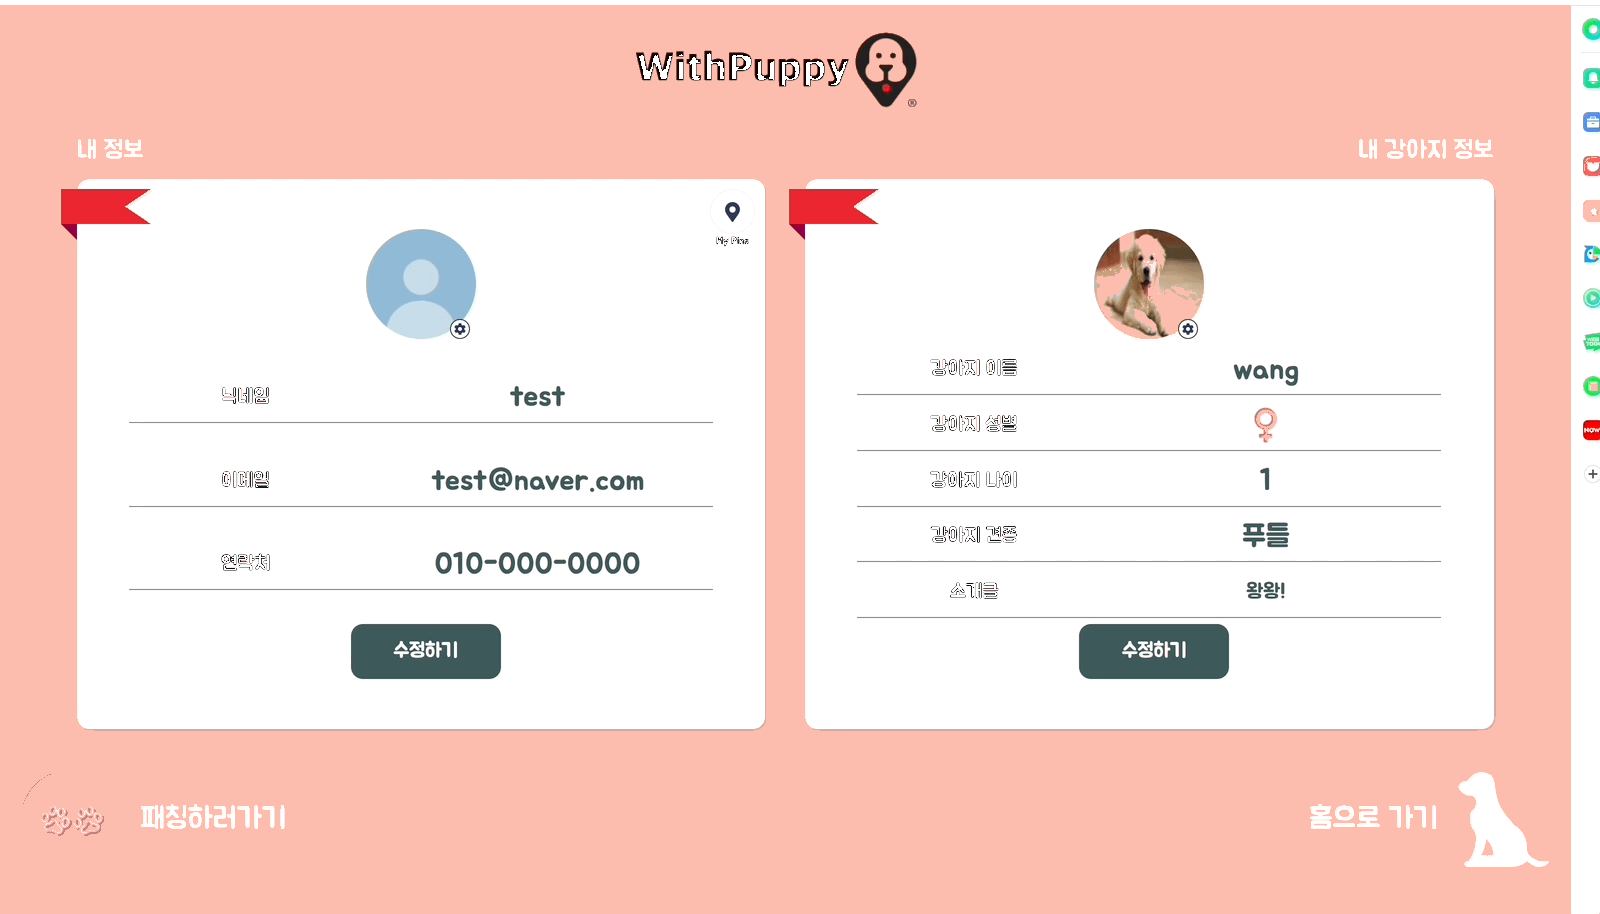 WithPuppy
®
내 정보
내 강아지 정보
My Pins
닉네임
test
이메일
test@naver.com
연락처
010-000-0000
수정하기
강아지 이름
wang
강아지 성별
강아지 나이
1
강아지 견종
푸들
소개글
왕왕!
수정하기
패칭하러가기
홈으로 가기
NOW